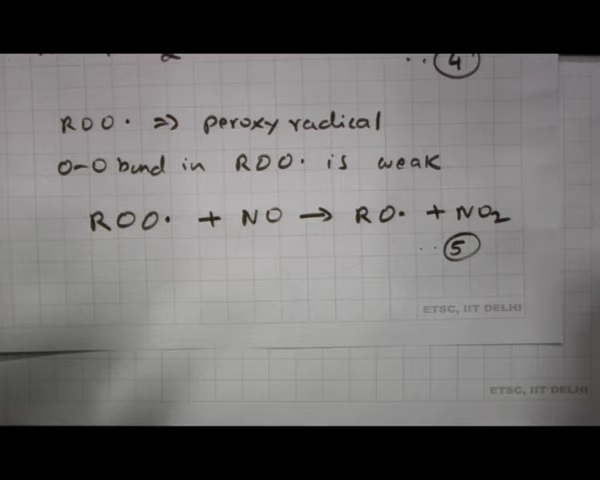 ..4
ROO· => peroxy radical
O-O bond in ROO· is weak
ROO· + NO → RO· + NO2
..5
ETSC, IIT DELHI
ETSC, IIT DELHI